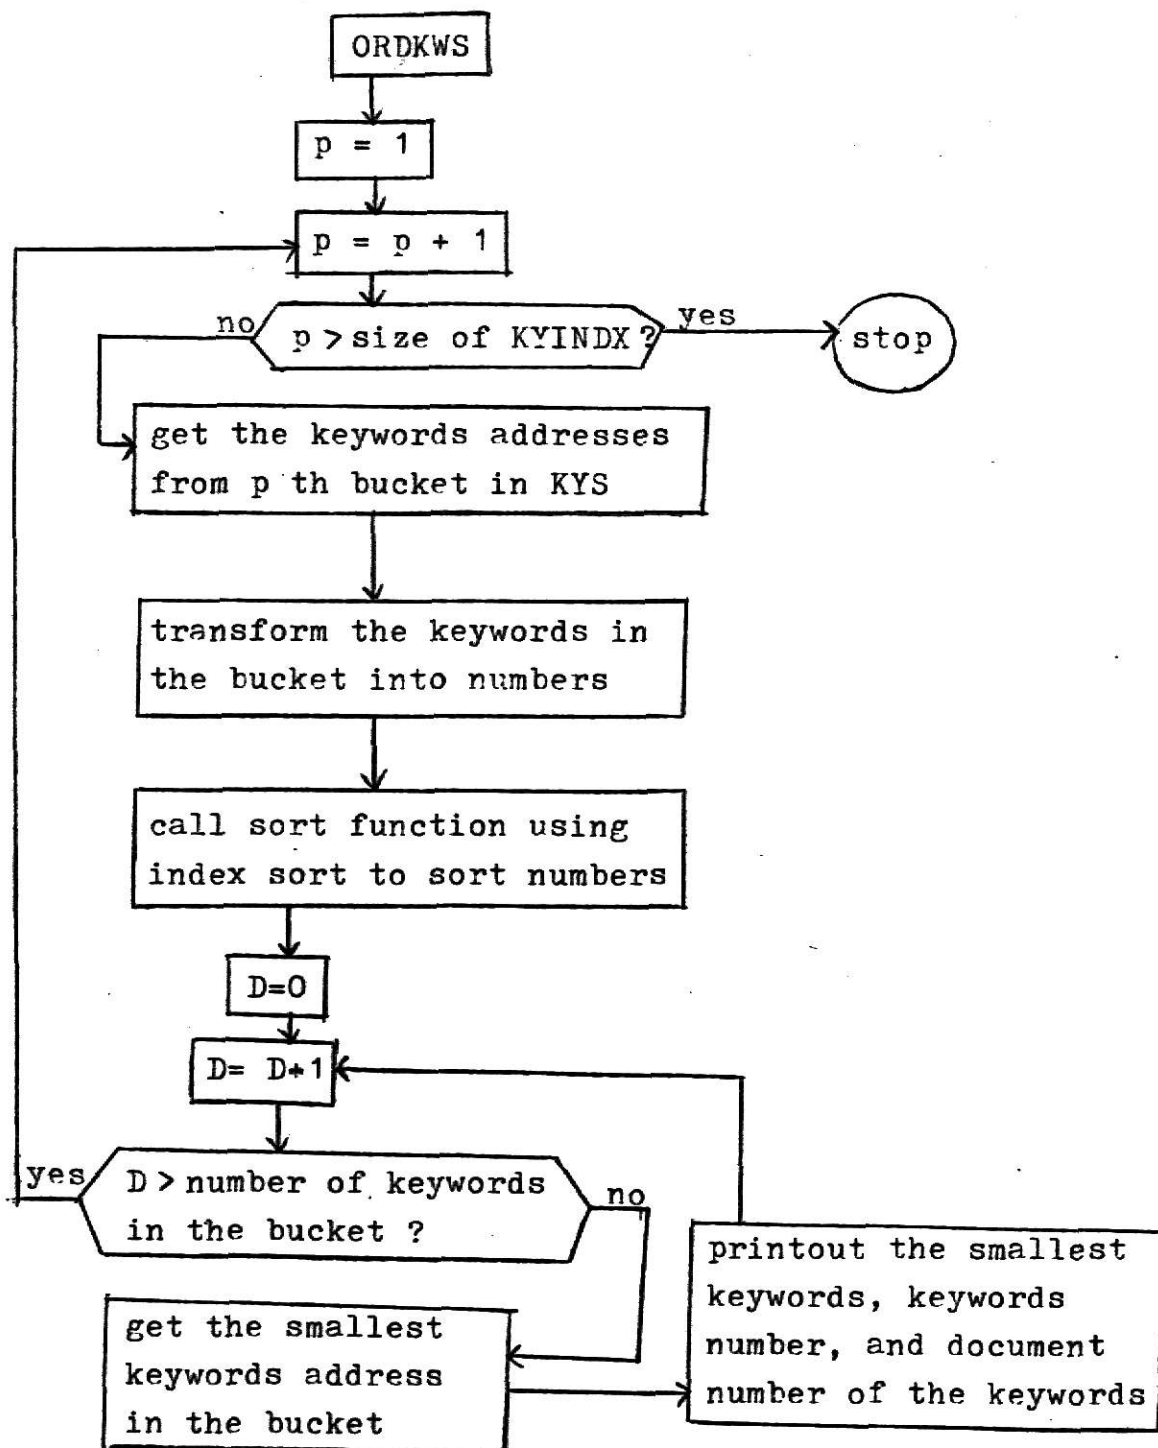 ORDKWS
p = 1
p = p + 1
no
p > size of KYINDX ?
yes
stop
get the keywords addresses
from p th bucket in KYS
transform the keywords in
the bucket into numbers
call sort function using
index sort to sort numbers
D=0
D= D+1
yes
D > number of keywords
in the bucket ?
no
get the smallest
keywords address
in the bucket
printout the smallest
keywords, keywords
number, and document
number of the keywords